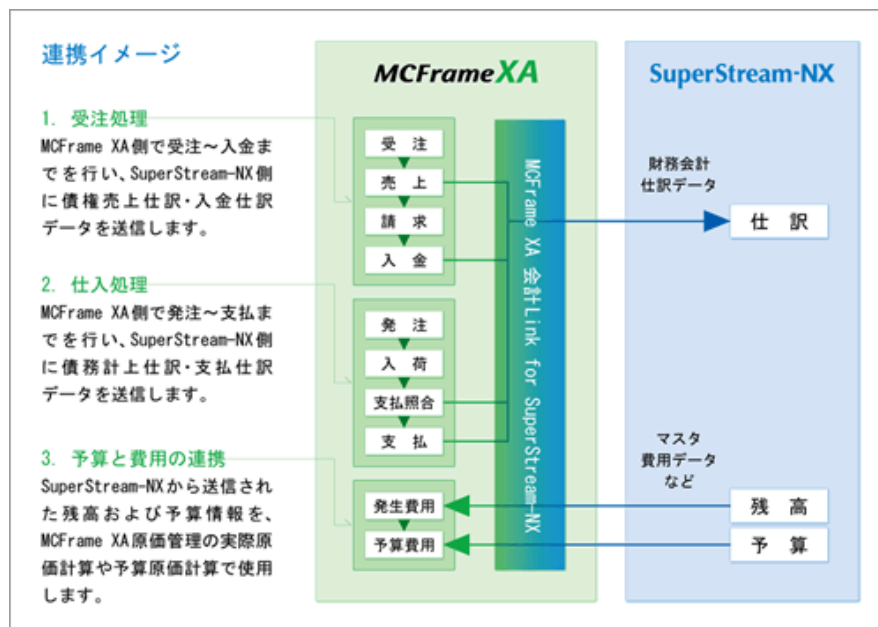 連携イメージ
1. 受注処理
MCFrame XA側で受注～入金ま
でを行い、SuperStream-NX側
に債権売上仕訳・入金仕訳
データを送信します。
2. 仕入処理
MCFrame XA側で発注～支払ま
でを行い、SuperStream-NX側
に債務計上仕訳・支払仕訳
データを送信します。
3. 予算と費用の連携
SuperStream-NXから送信され
た残高および予算情報を、
MCFrame XA原価管理の実際原
価計算や予算原価計算で使用
します。
MCFrame XA
受 注
売 上
請 求
入 金
発 注
入 荷
支払照合
支 払
発生費用
予算費用
MCFrame XA 会計Link for SuperStream-NX
SuperStream-NX
財務会計
仕訳データ
仕 訳
マスタ
費用データ
など
残 高
予 算